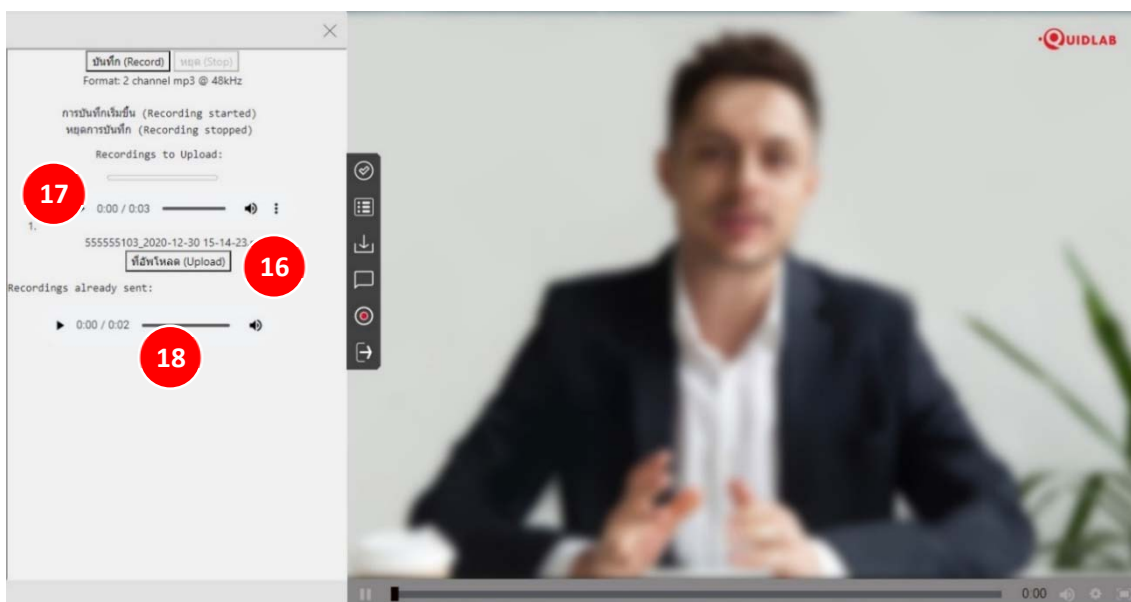 QUIDLAB
บันทึก (Record) หยุด (Stop)
Format: 2 channel mp3 @ 48kHz
การบันทึกเริ่มขึ้น (Recording started)
หยุดการบันทึก (Recording stopped)
Recordings to Upload:
17
0:00 / 0:03
1.
555555103_2020-12-30 15-14-23
ที่อัพโหลด (Upload)
16
Recordings already sent:
0:00 / 0:02
18
0:00